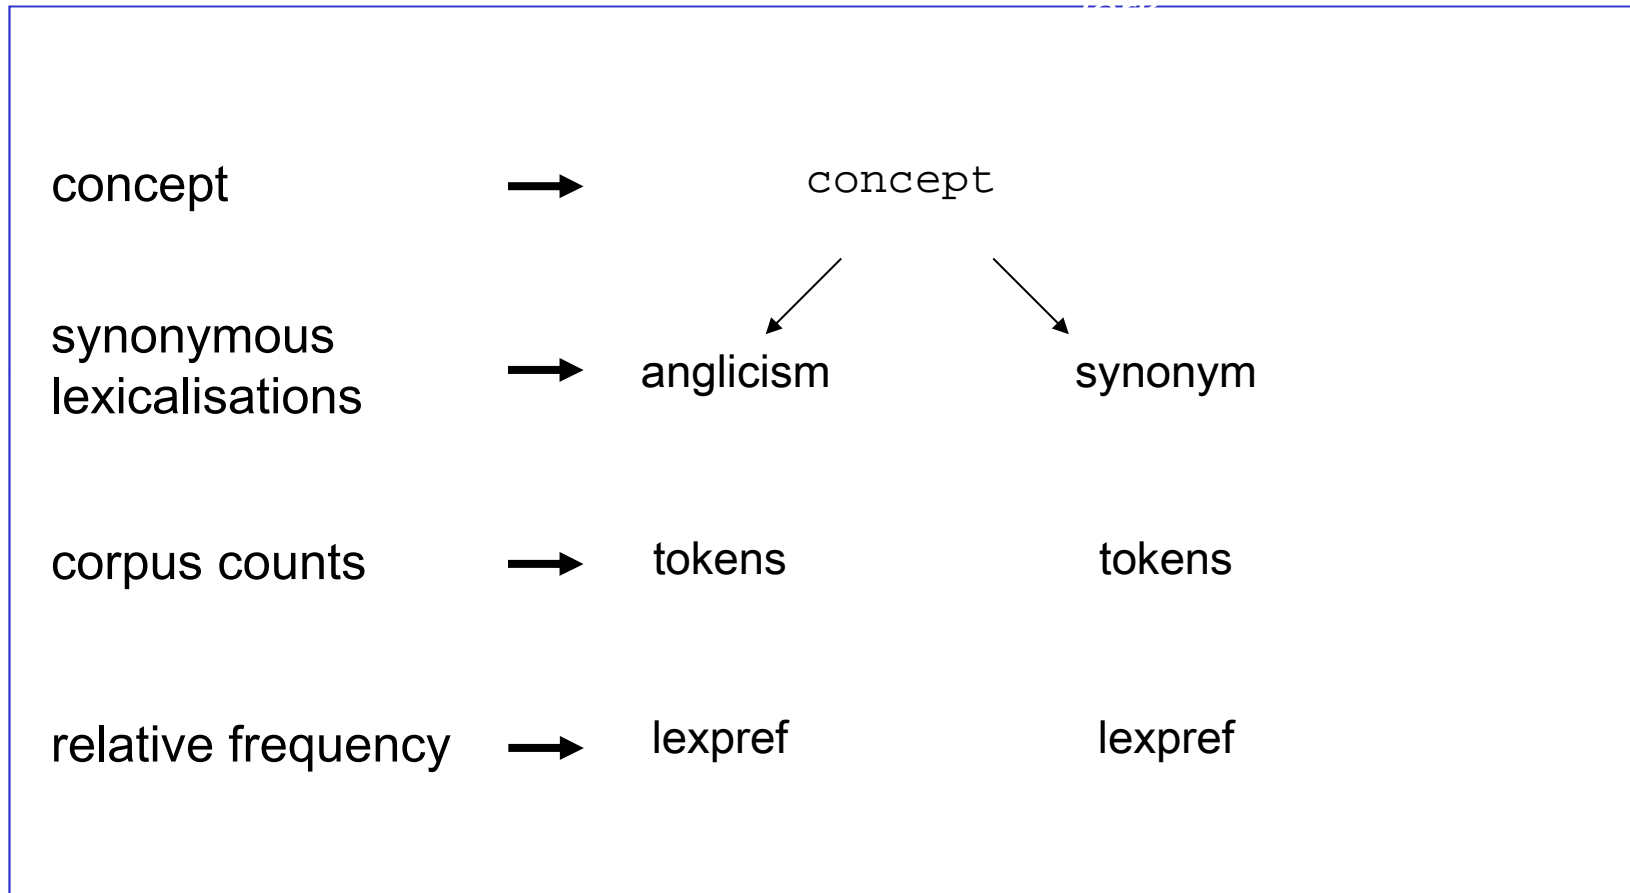 concept concept
synonymous
lexicalisations anglicism synonym
corpus counts tokens tokens
relative frequency lexpref lexpref